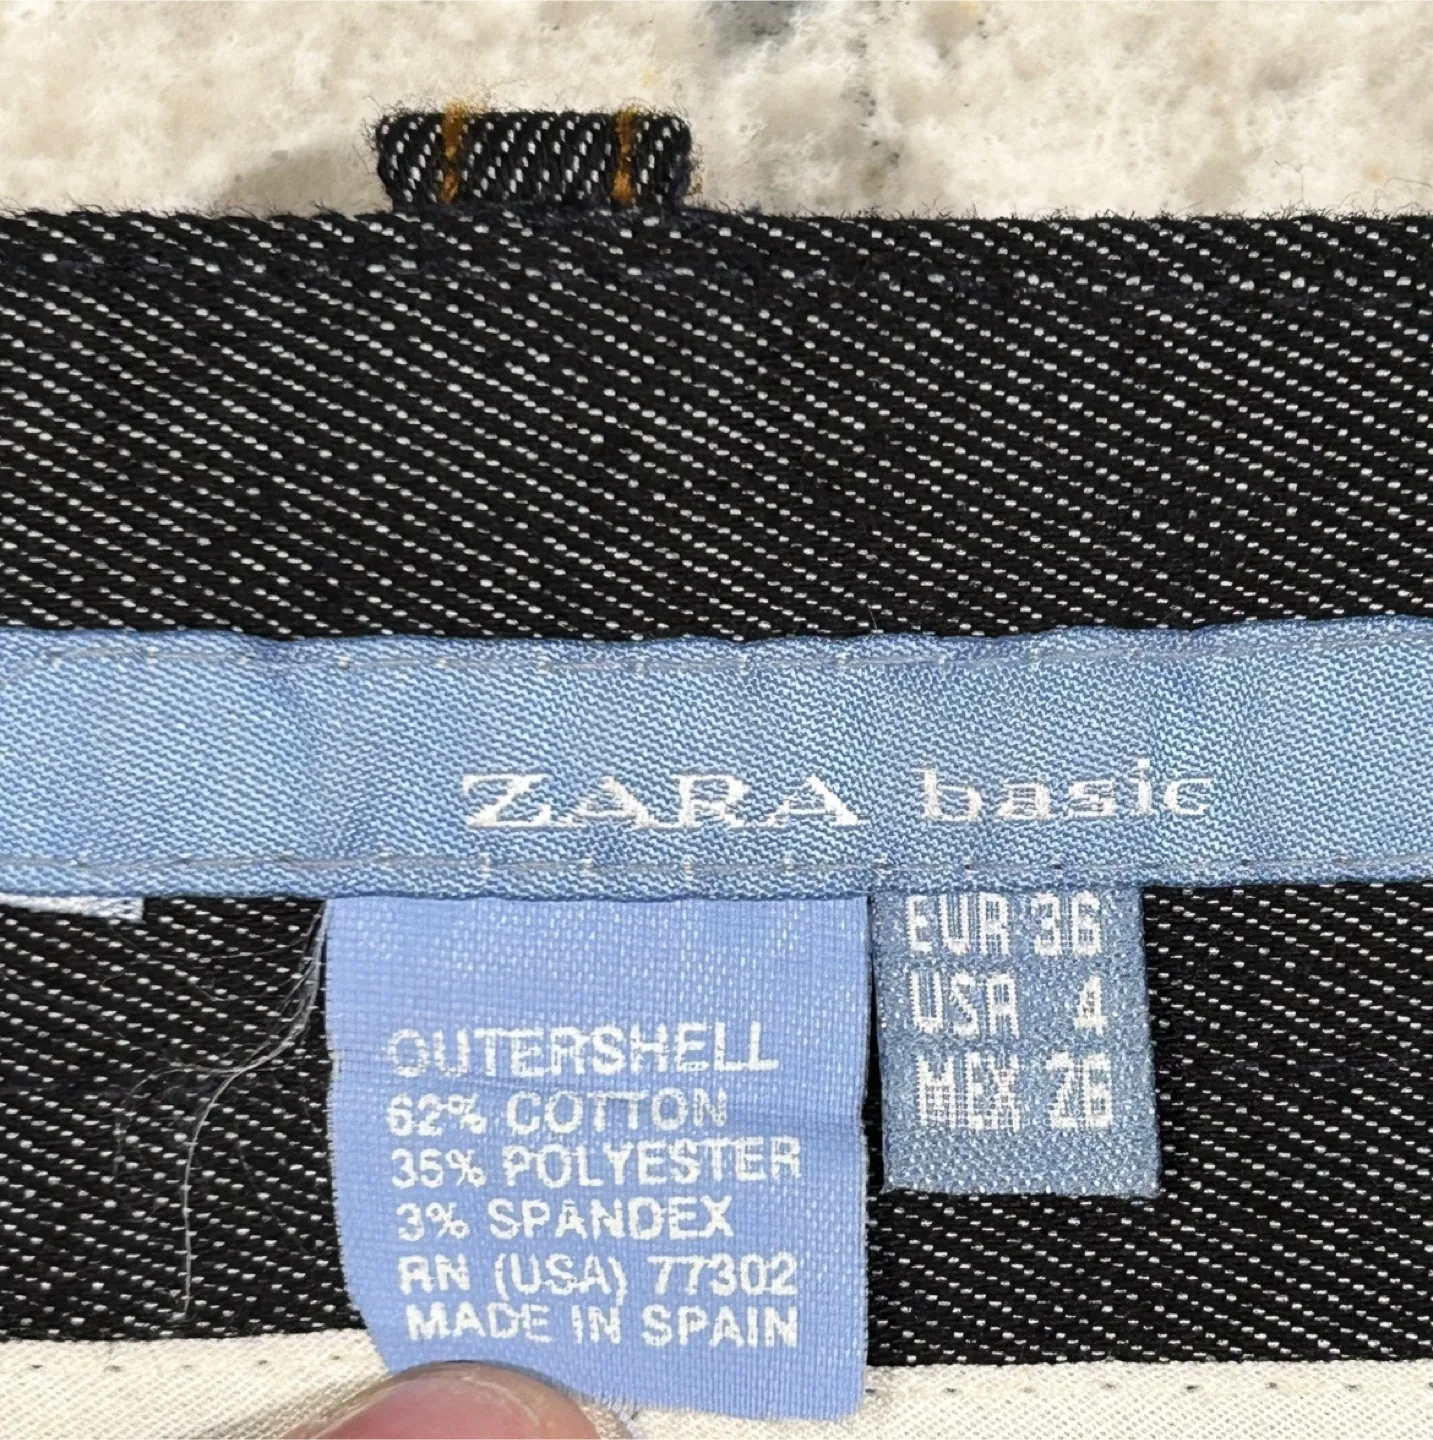 ZARA basic
EUR 36
USA 4
MEX 26
OUTERSHELL
62% COTTON
35% POLYESTER
3% SPANDEX
RN (USA) 77302
MADE IN SPAIN